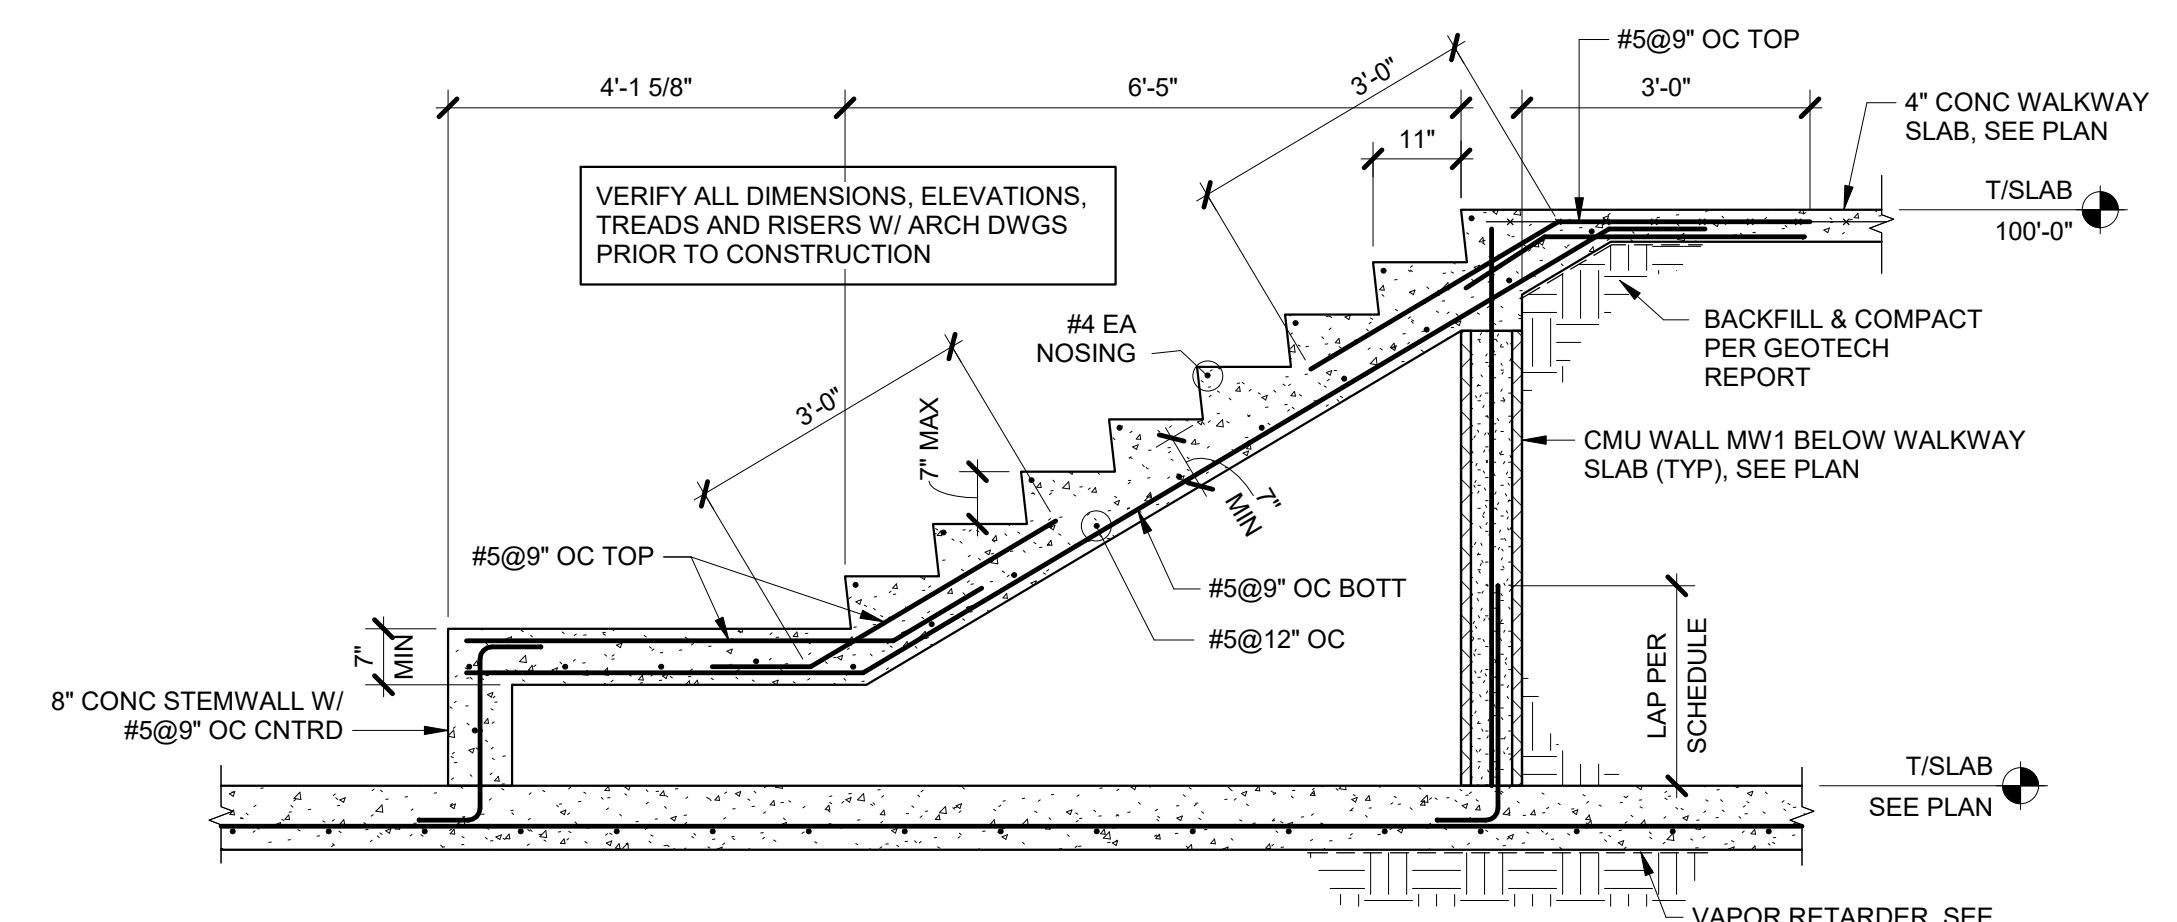 #5@9" OC TOP
3'-0"
4'-1 5/8"
6'-5"
3'-0"
4" CONC WALKWAY
SLAB, SEE PLAN
11"
VERIFY ALL DIMENSIONS, ELEVATIONS,
TREADS AND RISERS W/ ARCH DWGS
PRIOR TO CONSTRUCTION
T/SLAB
100'-0"
#4 EA
NOSING
BACKFILL & COMPACT
PER GEOTECH
REPORT
3'-0"
7" MAX
CMU WALL MW1 BELOW WALKWAY
SLAB (TYP), SEE PLAN
7"
MIN
#5@9" OC TOP
#5@9" OC BOTT
#5@12" OC
7"
MIN
LAP PER
SCHEDULE
8" CONC STEMWALL W/
#5@9" OC CNTRD
T/SLAB
SEE PLAN
VAPOR RETARDER, SEE